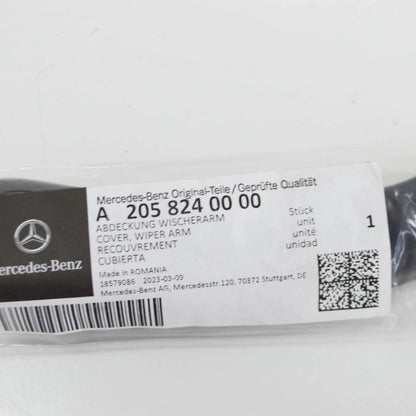 Mercedes-Benz Original-Teile / Geprüfte Qualität
A 205 824 00 00
ABDECKUNG WISCHERARM
COVER, WIPER ARM
RECOUVREMENT
CUBIERTA
Stück
unit
unité
unidad
1
Made in ROMANIA
18579086 2023-03-09
Mercedes-Benz AG, Mercedesstr.120, 70372 Stuttgart, DE
ercedes-Benz